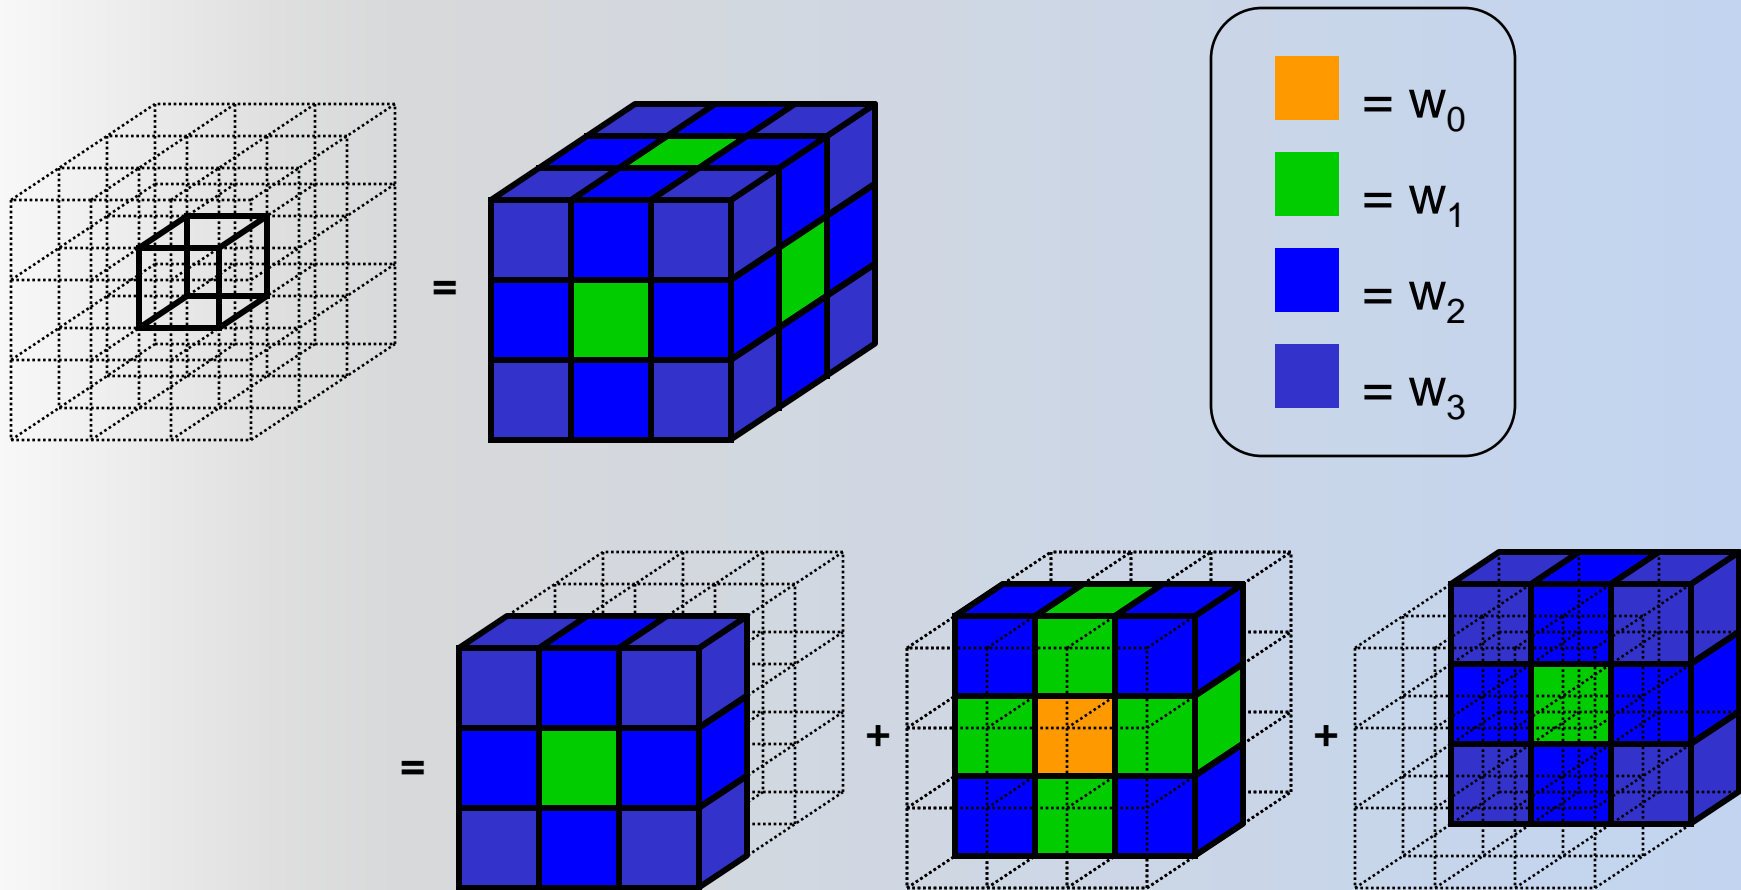 = w₀
= w₁
= w₂
= w₃
=
= + +